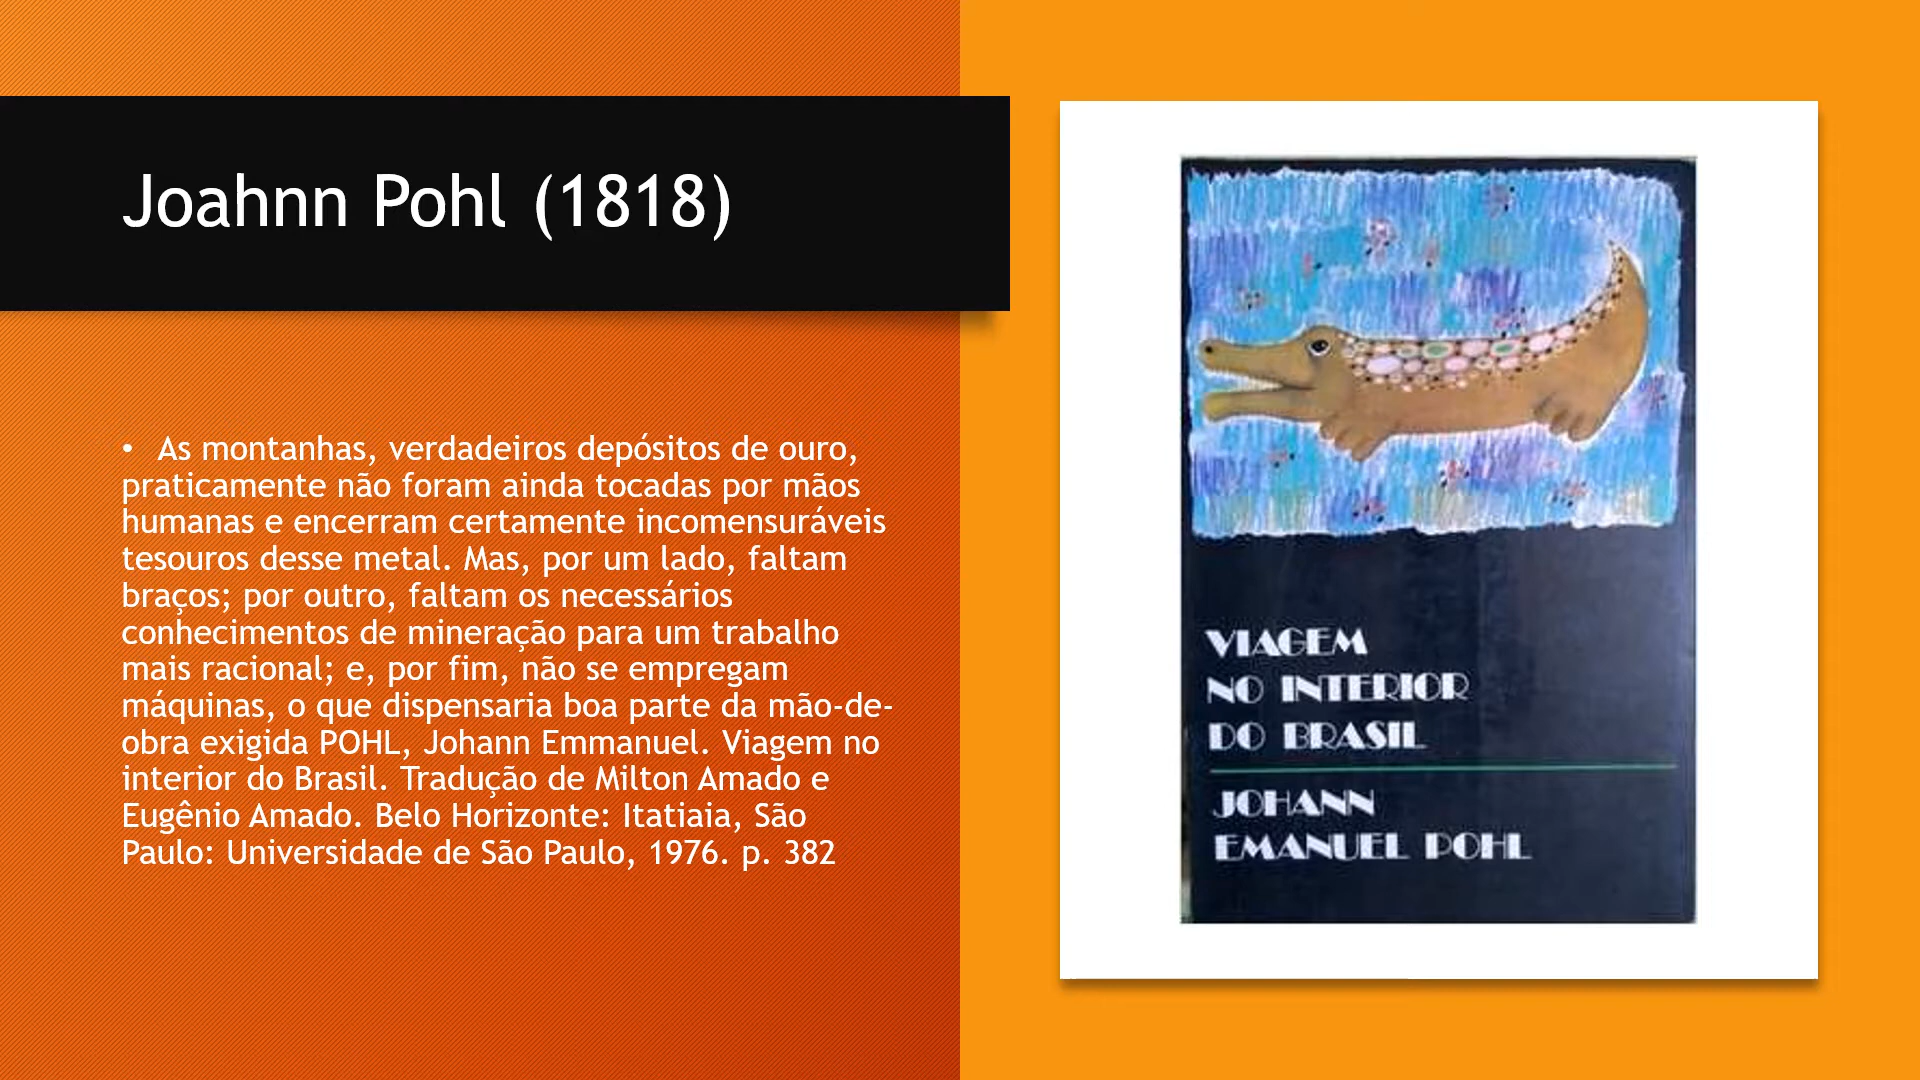 Joahnn Pohl (1818)
• As montanhas, verdadeiros depósitos de ouro,
praticamente não foram ainda tocadas por mãos
humanas e encerram certamente incomensuráveis
tesouros desse metal. Mas, por um lado, faltam
braços; por outro, faltam os necessários
conhecimentos de mineração para um trabalho
mais racional; e, por fim, não se empregam
máquinas, o que dispensaria boa parte da mão-de-
obra exigida POHL, Johann Emmanuel. Viagem no
interior do Brasil. Tradução de Milton Amado e
Eugênio Amado. Belo Horizonte: Itatiaia, São
Paulo: Universidade de São Paulo, 1976. p. 382
VIAGEM
NO INTERIOR
DO BRASIL
JOHANN
EMANUEL POHL